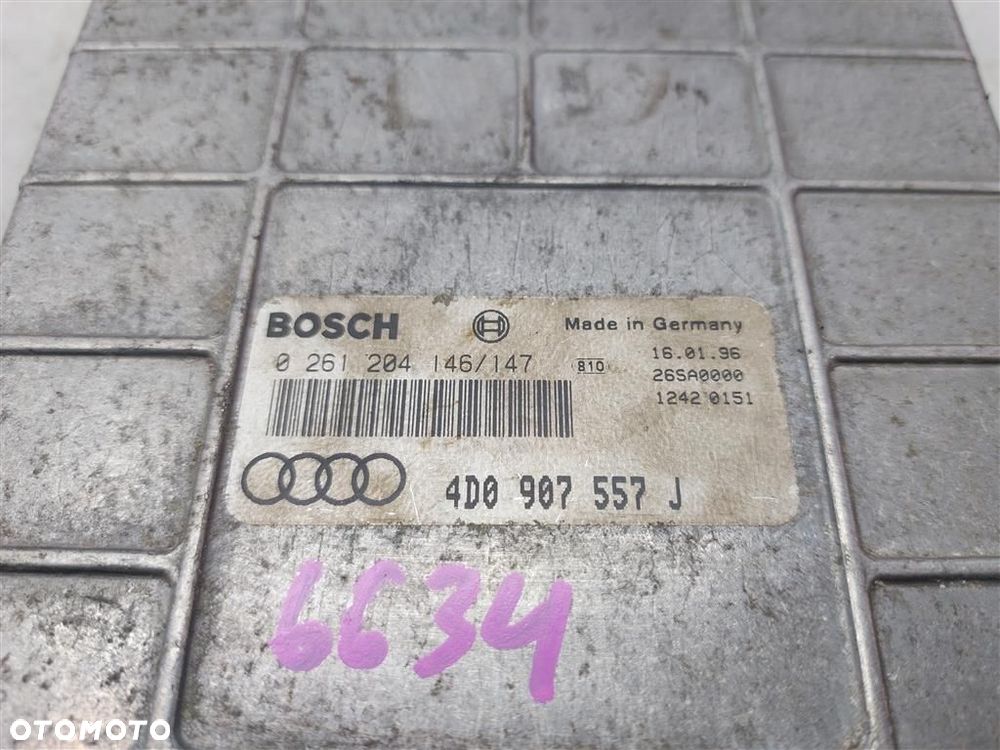 BOSCH
Made in Germany
0 261 204 146/147
810
16.01.96
26SA0000
1242 0151
4D0 907 557 J
6634
OTOMOTO